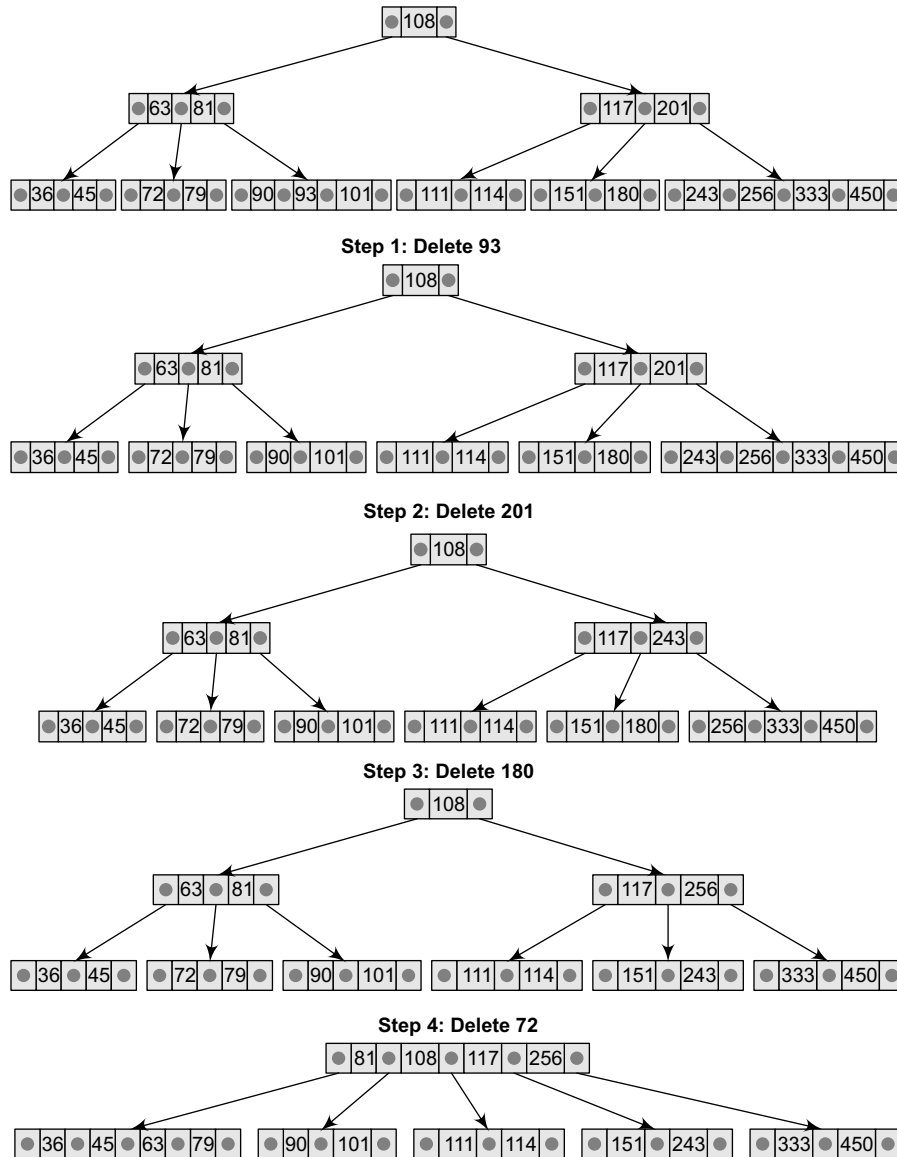 108
63 81 117 201
36 45 72 79 90 93 101 111 114 151 180 243 256 333 450
Step 1: Delete 93
108
63 81 117 201
36 45 72 79 90 101 111 114 151 180 243 256 333 450
Step 2: Delete 201
108
63 81 117 243
36 45 72 79 90 101 111 114 151 180 256 333 450
Step 3: Delete 180
108
63 81 117 256
36 45 72 79 90 101 111 114 151 243 333 450
Step 4: Delete 72
81 108 117 256
36 45 63 79 90 101 111 114 151 243 333 450